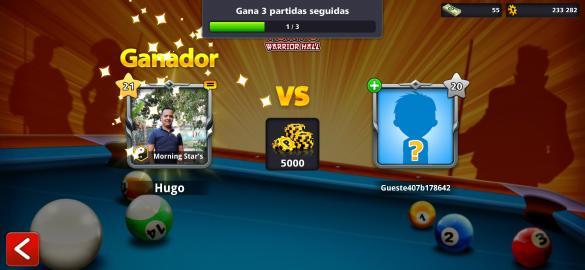 Gana 3 partidas seguidas
1 / 3
55
233 282
WARRIOR HALL
Ganador
21
VS
20
Morning Star's
5000
?
Hugo
Gueste407b178642
14
1
2
3